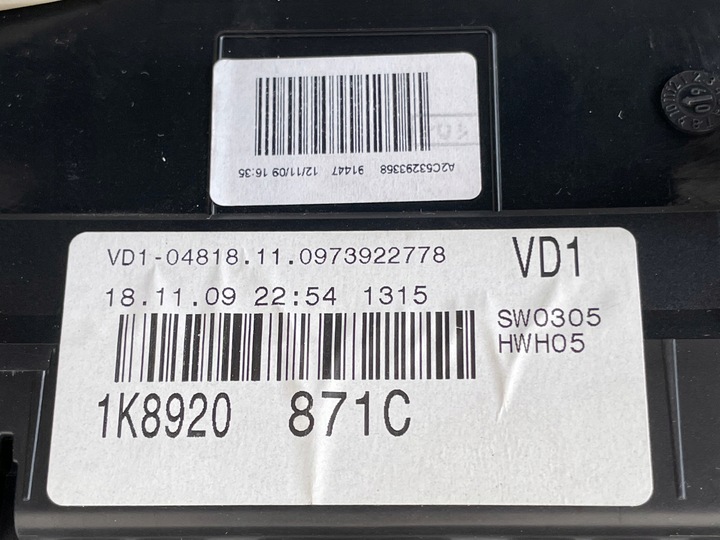 A2C53293358 91447 12/11/09 16:35
VD1-04818.11.0973922778 VD1
18.11.09 22:54 1315
SW0305
HWH05
1K8920 871C